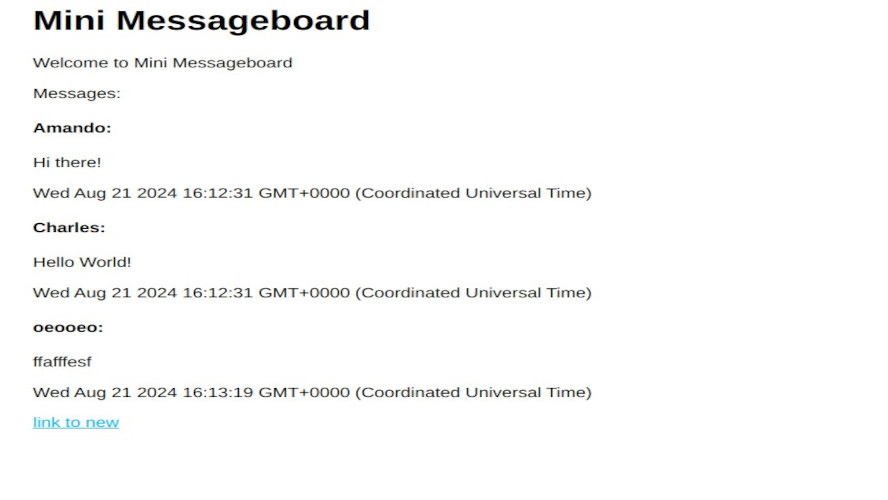 Mini Messageboard
Welcome to Mini Messageboard
Messages:
Amando:
Hi there!
Wed Aug 21 2024 16:12:31 GMT+0000 (Coordinated Universal Time)
Charles:
Hello World!
Wed Aug 21 2024 16:12:31 GMT+0000 (Coordinated Universal Time)
oeooeo:
ffafffesf
Wed Aug 21 2024 16:13:19 GMT+0000 (Coordinated Universal Time)
link to new